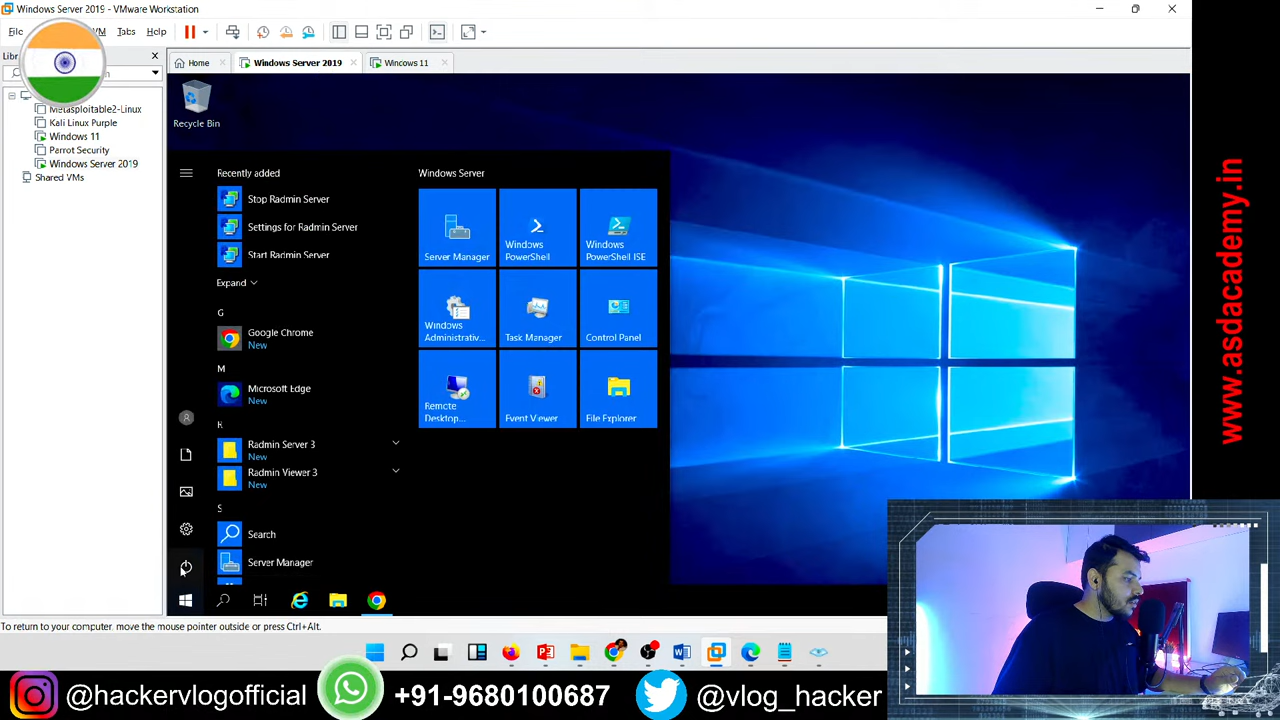 Windows Server 2019 - VMware Workstation
File VM Tabs Help
Home
Windows Server 2019
Windows 11
Metasploitable2-Linux
Kali Linux Purple
Windows 11
Parrot Security
Windows Server 2019
Shared VMs
Recycle Bin
Recently added
Stop Radmin Server
Settings for Radmin Server
Start Radmin Server
Expand
G
Google Chrome
New
M
Microsoft Edge
New
R
Radmin Server 3
New
Radmin Viewer 3
New
S
Search
Server Manager
Windows Server
Server Manager
Windows PowerShell
Windows PowerShell ISE
Windows Administrativ...
Task Manager
Control Panel
Remote Desktop...
Event Viewer
File Explorer
To return to your computer, move the mouse pointer outside or press Ctrl+Alt.
www.asdacademy.in
@hackervlogofficial
+91-9680100687
@vlog_hacker